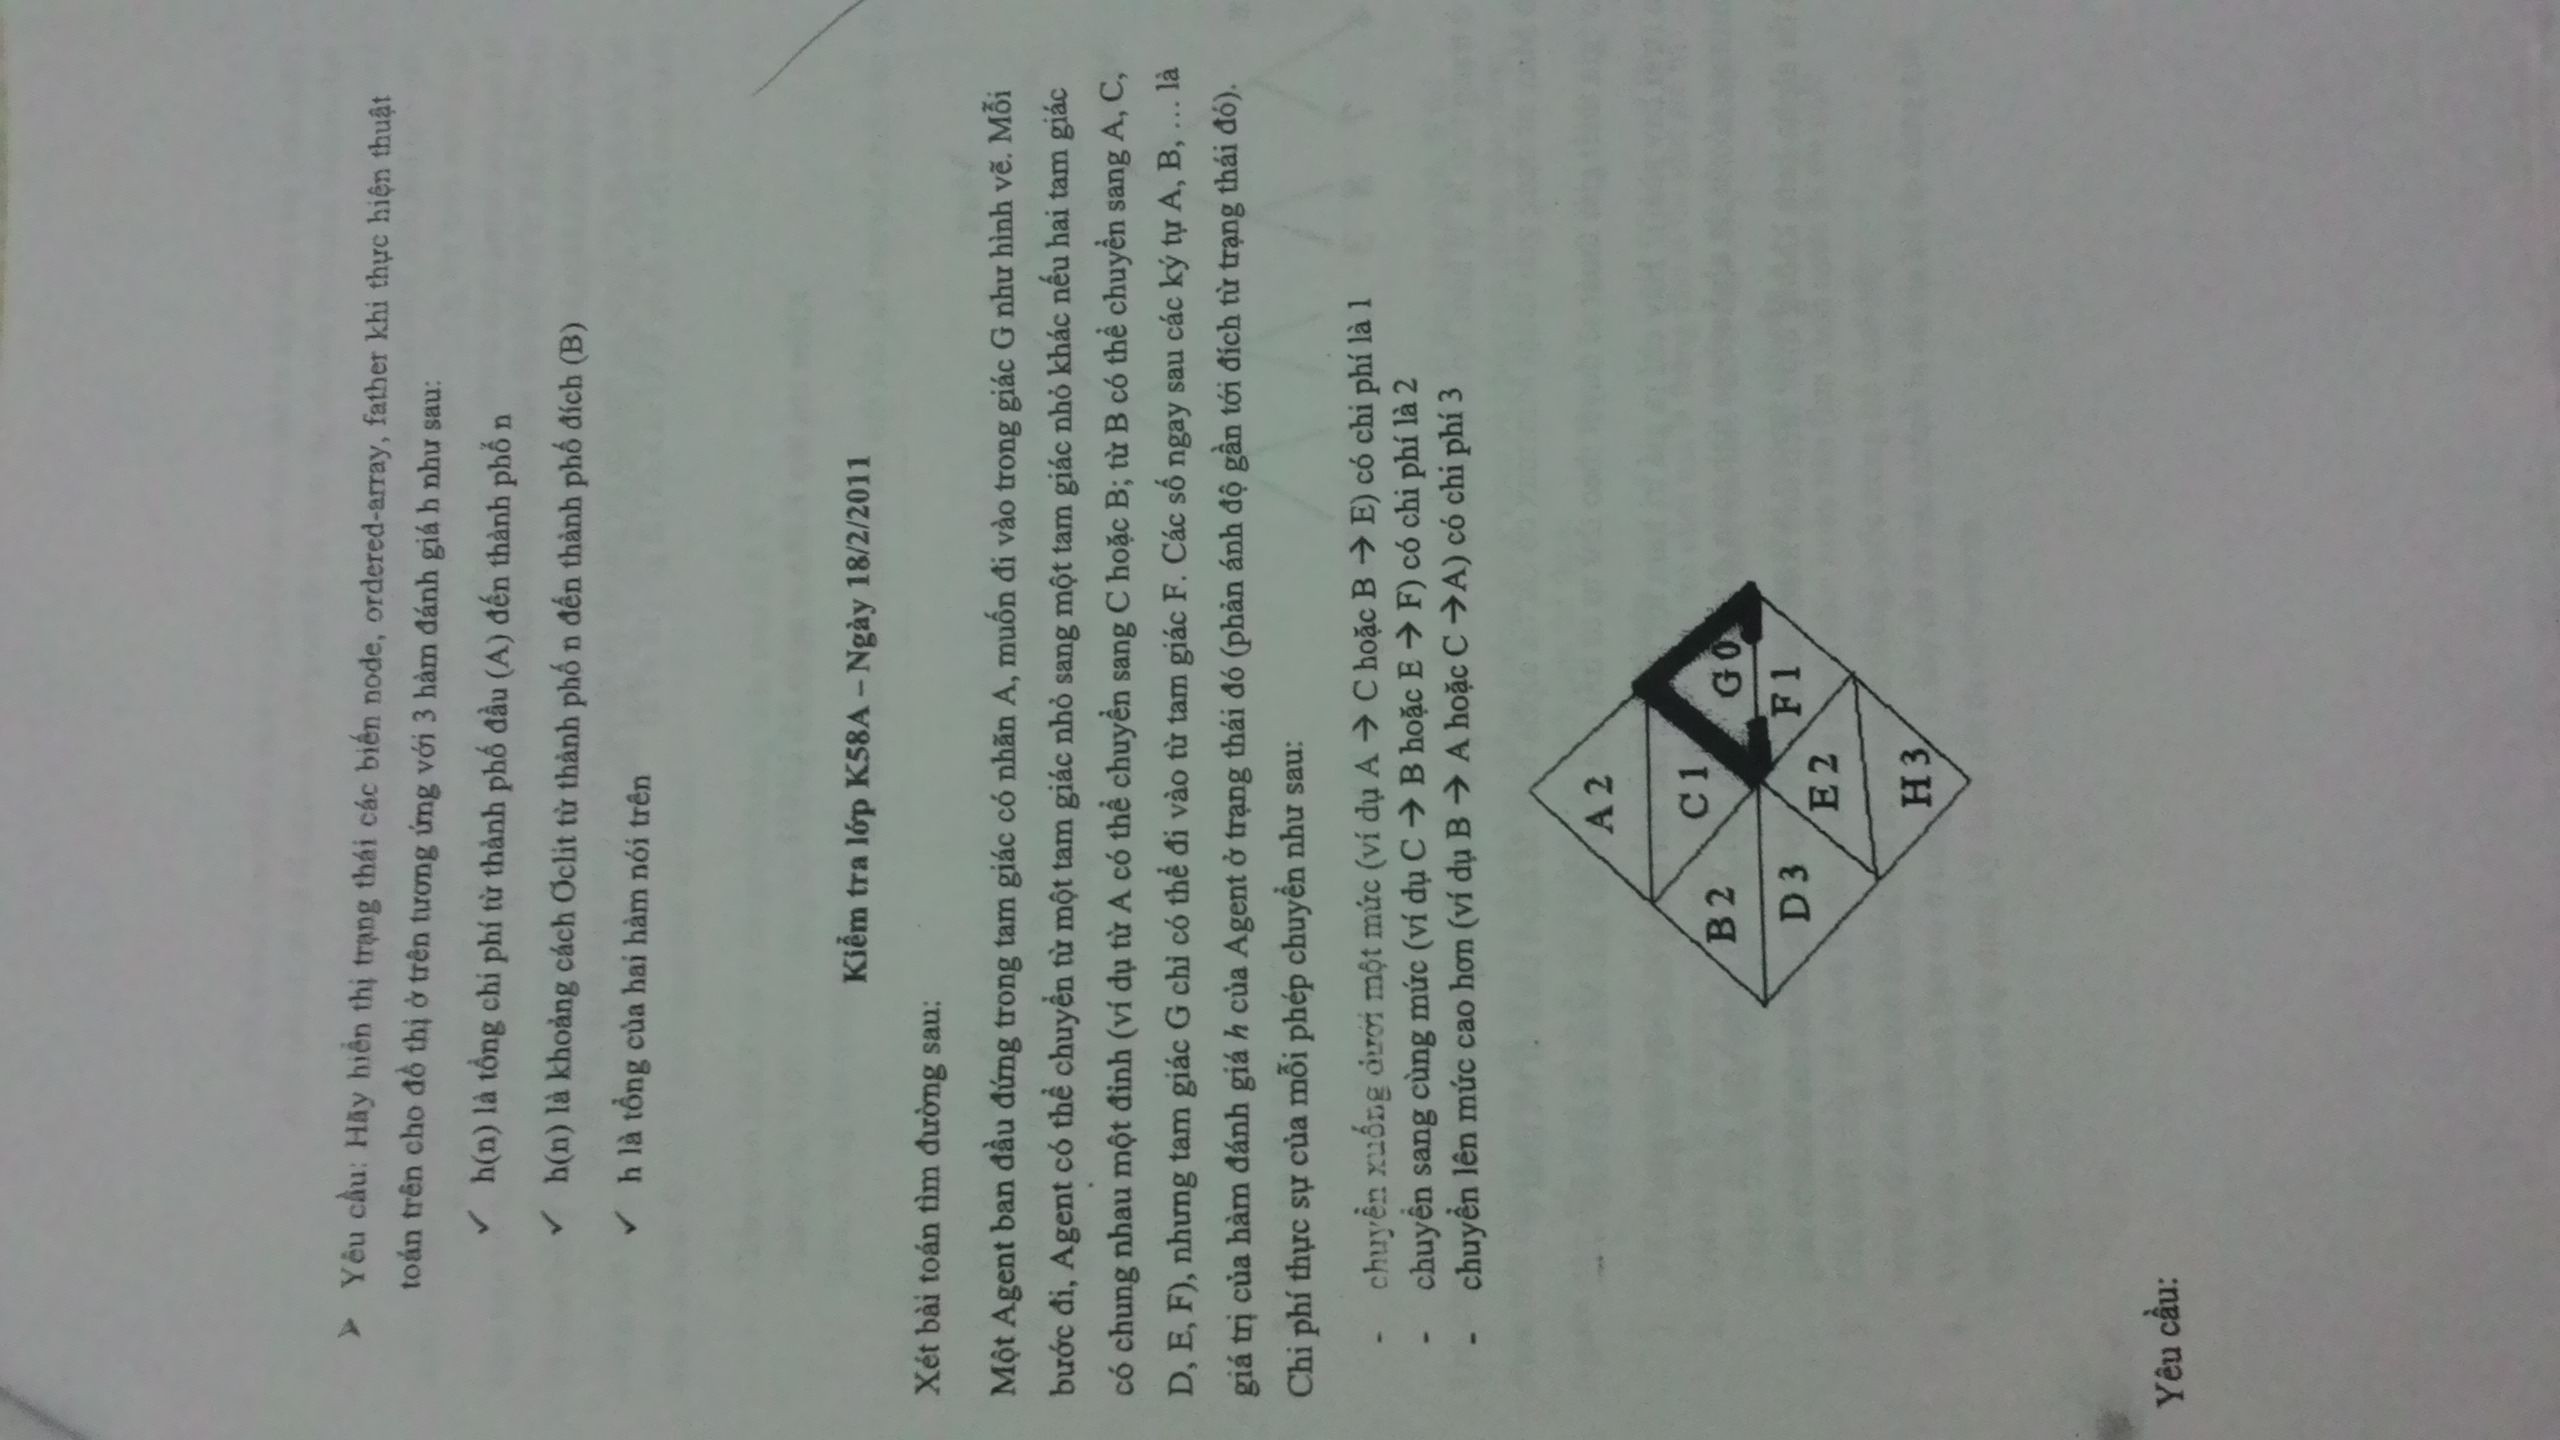 ➤ Yêu cầu: Hãy hiển thị trạng thái các biến node, ordered-array, father khi thực hiện thuật
toán trên cho đồ thị ở trên tương ứng với 3 hàm đánh giá h như sau:
✓ h(n) là tổng chi phí từ thành phố đầu (A) đến thành phố n
✓ h(n) là khoảng cách Ơclit từ thành phố n đến thành phố đích (B)
✓ h là tổng của hai hàm nói trên
Kiểm tra lớp K58A – Ngày 18/2/2011
Xét bài toán tìm đường sau:
Một Agent ban đầu đứng trong tam giác có nhãn A, muốn đi vào trong giác G như hình vẽ. Mỗi
bước đi, Agent có thể chuyển từ một tam giác nhỏ sang một tam giác nhỏ khác nếu hai tam giác
có chung nhau một đỉnh (ví dụ từ A có thể chuyển sang C hoặc B; từ B có thể chuyển sang A, C,
D, E, F), nhưng tam giác G chỉ có thể đi vào từ tam giác F. Các số ngay sau các ký tự A, B, … là
giá trị của hàm đánh giá h của Agent ở trạng thái đó (phản ánh độ gần tới đích từ trạng thái đó).
Chi phí thực sự của mỗi phép chuyển như sau:
- chuyển xuống dưới một mức (ví dụ A → C hoặc B → E) có chi phí là 1
- chuyển sang cùng mức (ví dụ C → B hoặc E → F) có chi phí là 2
- chuyển lên mức cao hơn (ví dụ B → A hoặc C →A) có chi phí 3
A 2
B 2 C 1 G 0
D 3 E 2 F 1
H 3
Yêu cầu: